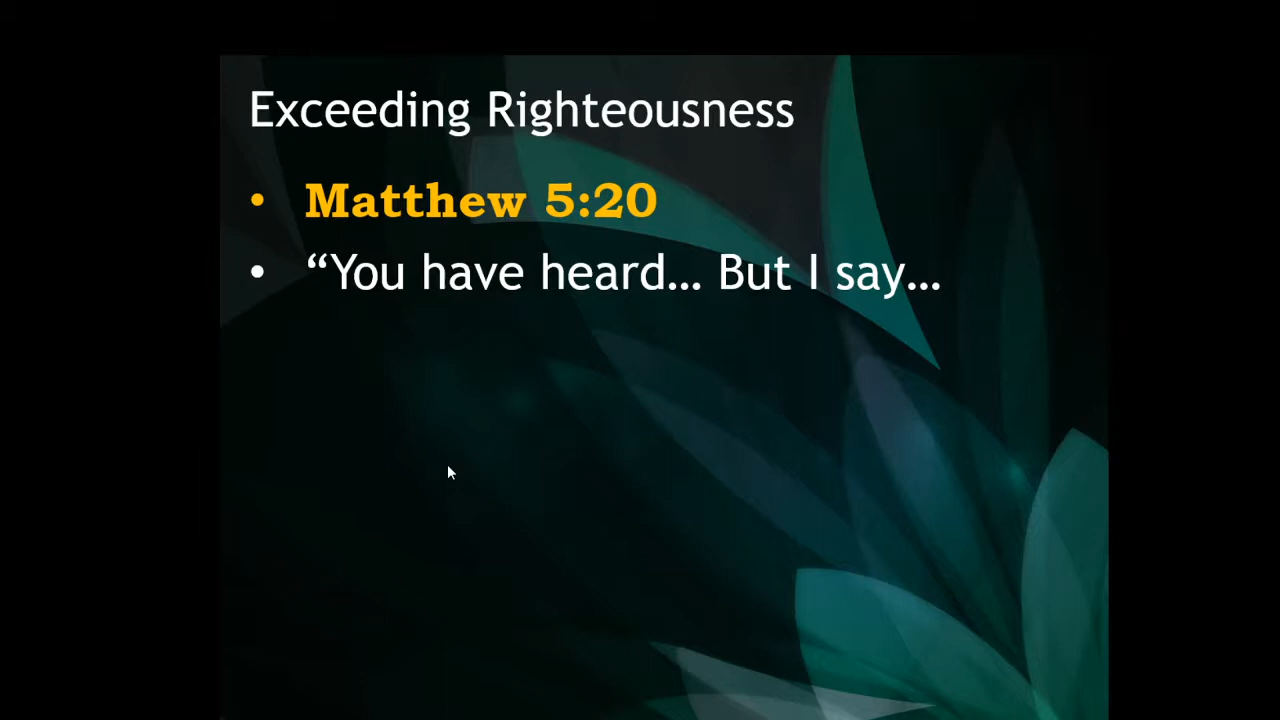 Exceeding Righteousness
• Matthew 5:20
• “You have heard... But I say...